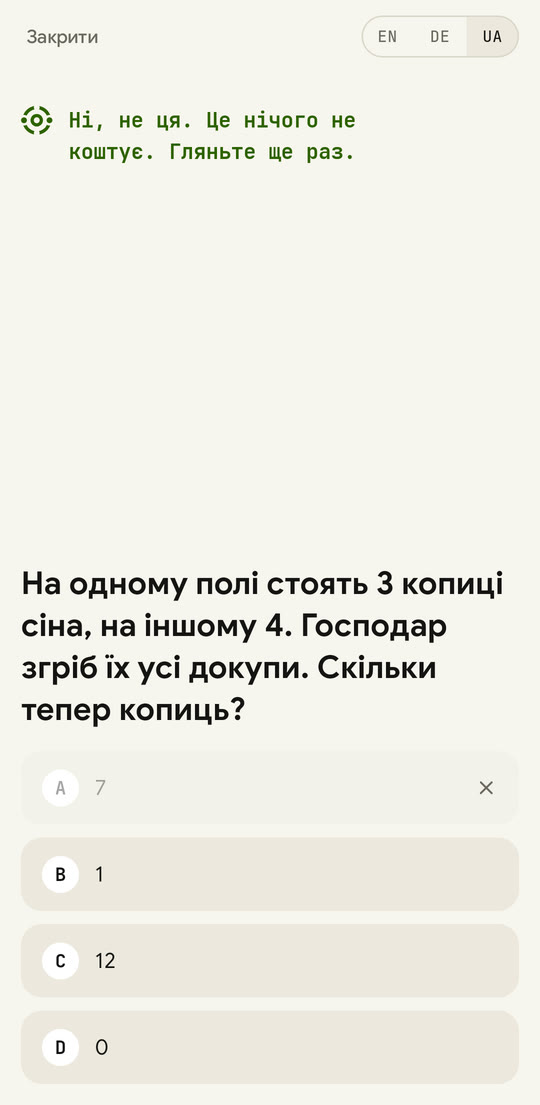 Закрити
EN DE UA
Ні, не ця. Це нічого не
коштує. Гляньте ще раз.
На одному полі стоять 3 копиці
сіна, на іншому 4. Господар
згріб їх усі докупи. Скільки
тепер копиць?
A 7
B 1
C 12
D 0